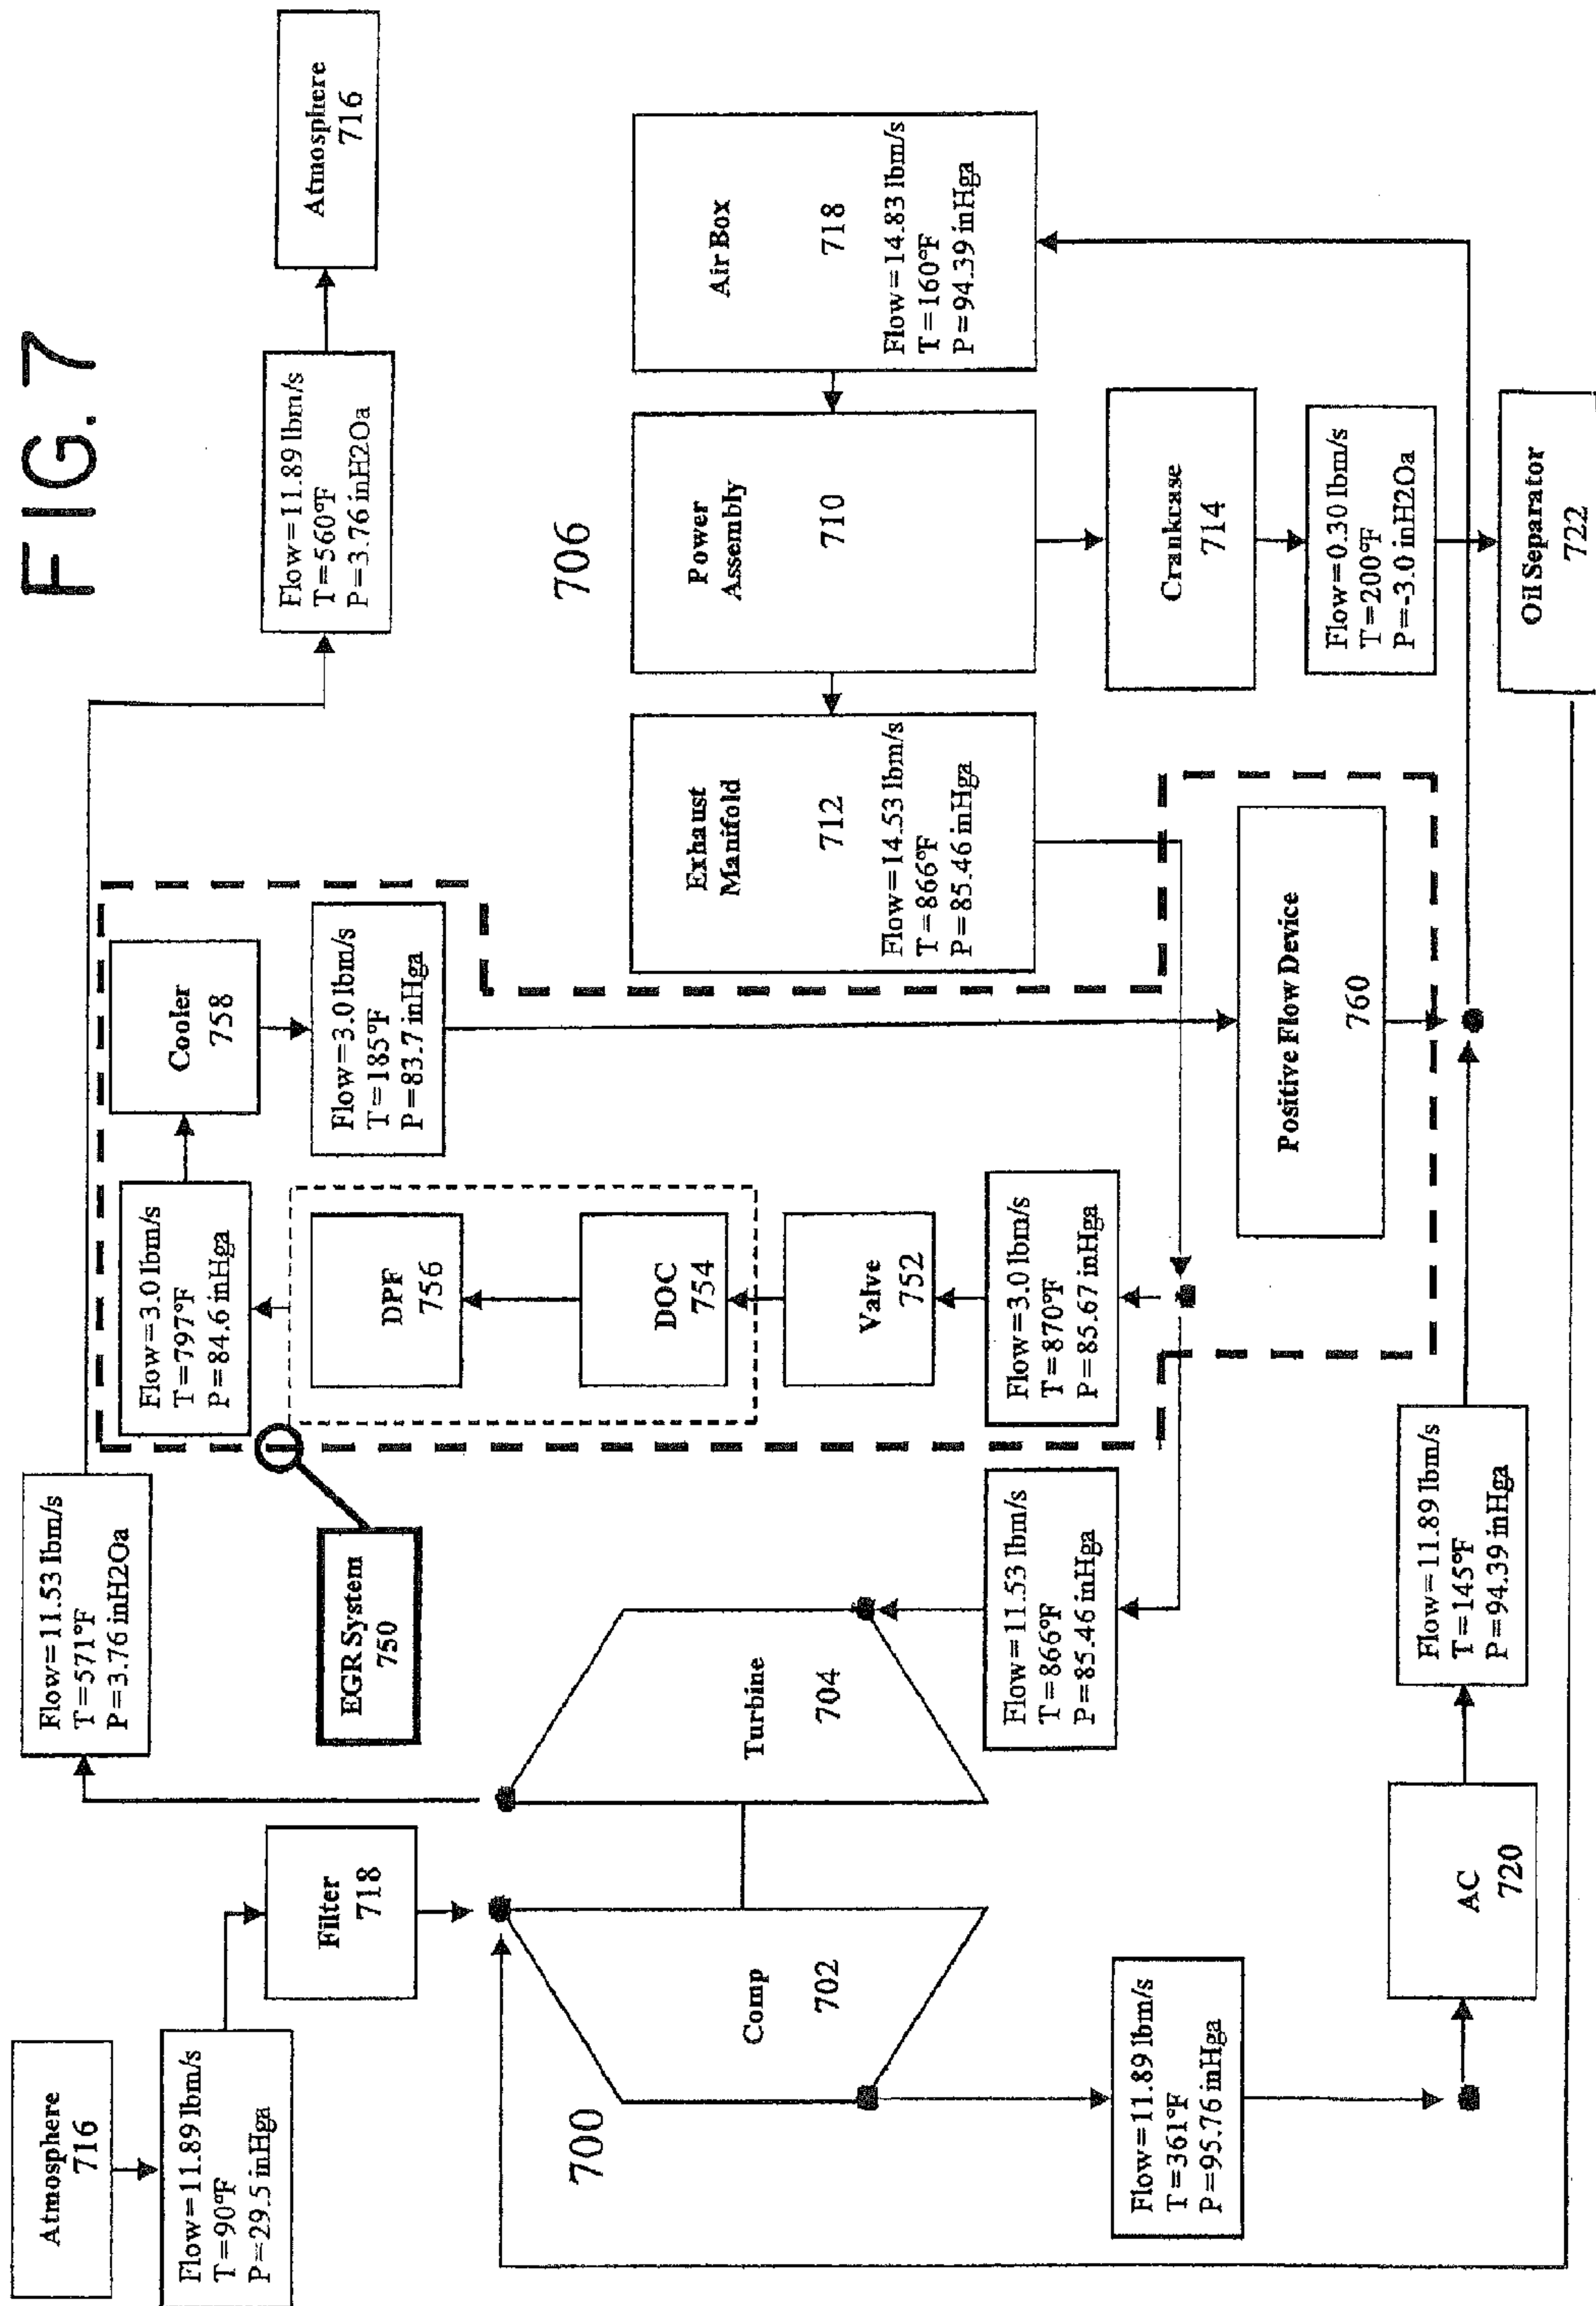 FIG. 7
Atmosphere
716
Flow=11.89 lbm/s
T=90°F
P=29.5 inHga
Filter
718
Flow=11.53 lbm/s
T=571°F
P=3.76 inH2Oa
Flow=11.89 lbm/s
T=560°F
P=3.76 inH2Oa
Atmosphere
716
EGR System
750
Flow=3.0 lbm/s
T=797°F
P=84.6 inHga
Cooler
758
Flow=3.0 lbm/s
T=185°F
P=83.7 inHga
DPF
756
DOC
754
Valve
752
Flow=3.0 lbm/s
T=870°F
P=85.67 inHga
700
Comp
702
Turbine
704
Flow=11.53 lbm/s
T=866°F
P=85.46 inHga
706
Exhaust
Manifold
712
Flow=14.53 lbm/s
T=866°F
P=85.46 inHga
Power
Assembly
710
Air Box
718
Flow=14.83 lbm/s
T=160°F
P=94.39 inHga
Crankcase
714
Flow=0.30 lbm/s
T=200°F
P=-3.0 inH2Oa
Oil Separator
722
Positive Flow Device
760
Flow=11.89 lbm/s
T=361°F
P=95.76 inHga
AC
720
Flow=11.89 lbm/s
T=145°F
P=94.39 inHga